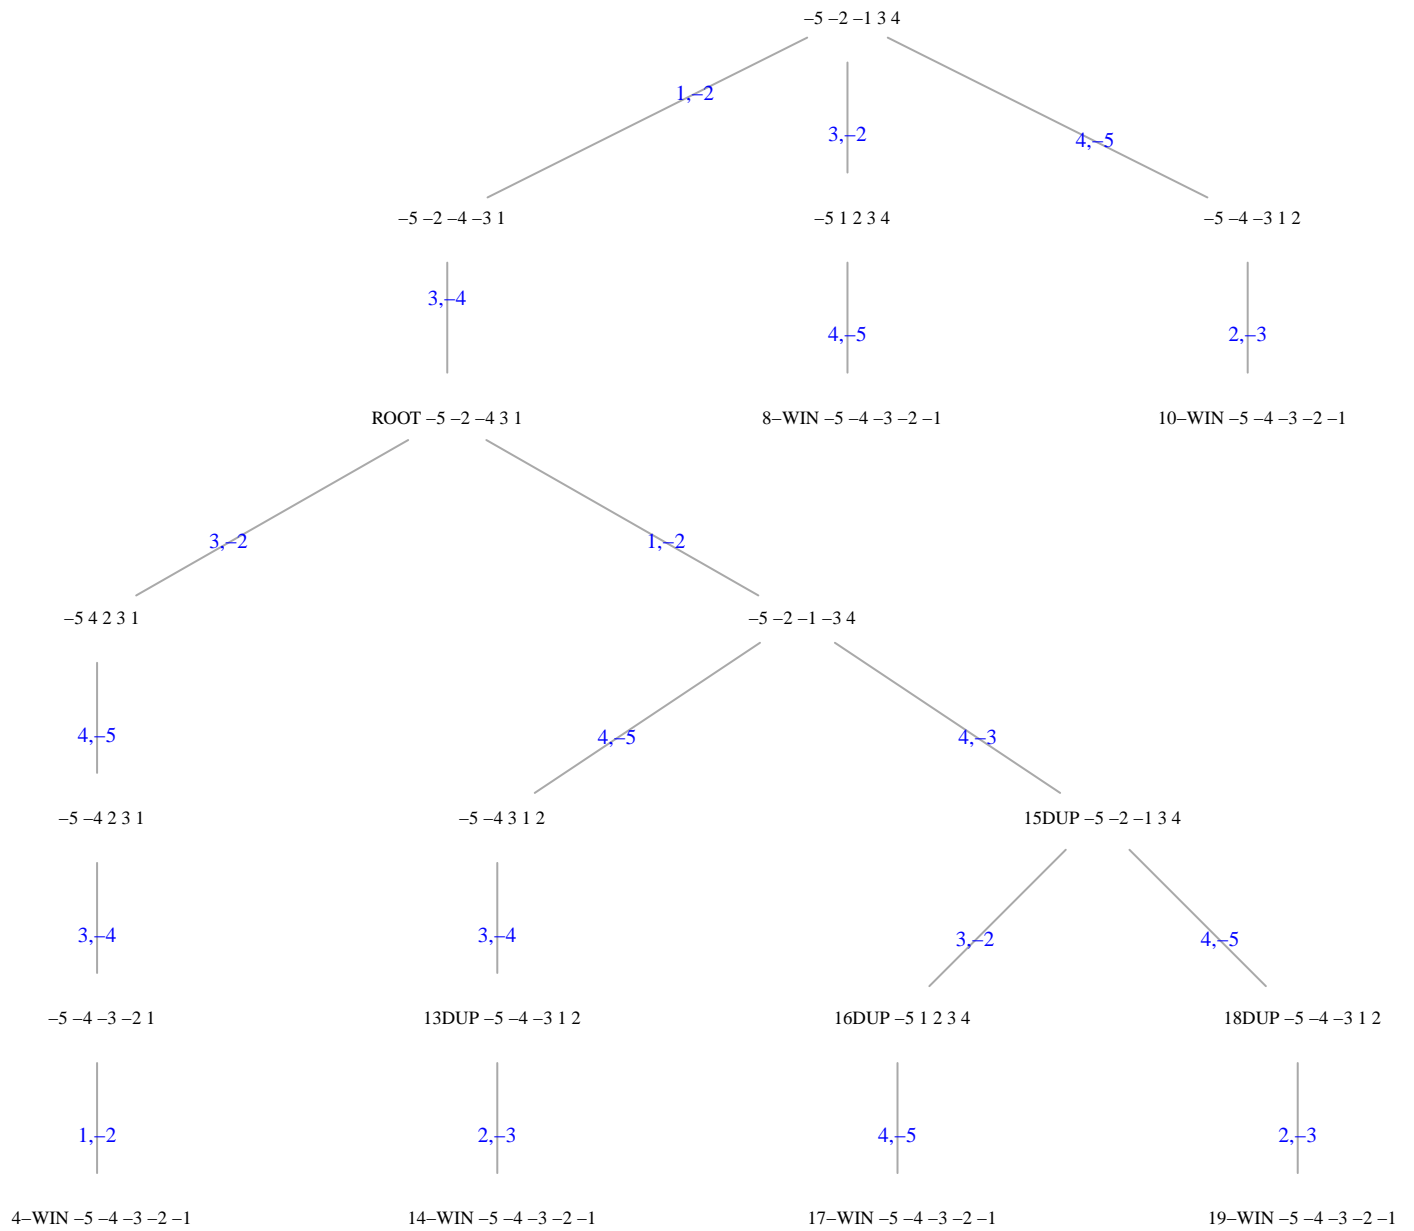 –5 –2 –1 3 4
1,–2
3,–2
4,–5
–5 –2 –4 –3 1
–5 1 2 3 4
–5 –4 –3 1 2
3,–4
4,–5
2,–3
ROOT –5 –2 –4 3 1
8–WIN –5 –4 –3 –2 –1
10–WIN –5 –4 –3 –2 –1
3,–2
1,–2
–5 4 2 3 1
–5 –2 –1 –3 4
4,–5
4,–5
4,–3
–5 –4 2 3 1
–5 –4 3 1 2
15DUP –5 –2 –1 3 4
3,–4
3,–4
3,–2
4,–5
–5 –4 –3 –2 1
13DUP –5 –4 –3 1 2
16DUP –5 1 2 3 4
18DUP –5 –4 –3 1 2
1,–2
2,–3
4,–5
2,–3
4–WIN –5 –4 –3 –2 –1
14–WIN –5 –4 –3 –2 –1
17–WIN –5 –4 –3 –2 –1
19–WIN –5 –4 –3 –2 –1